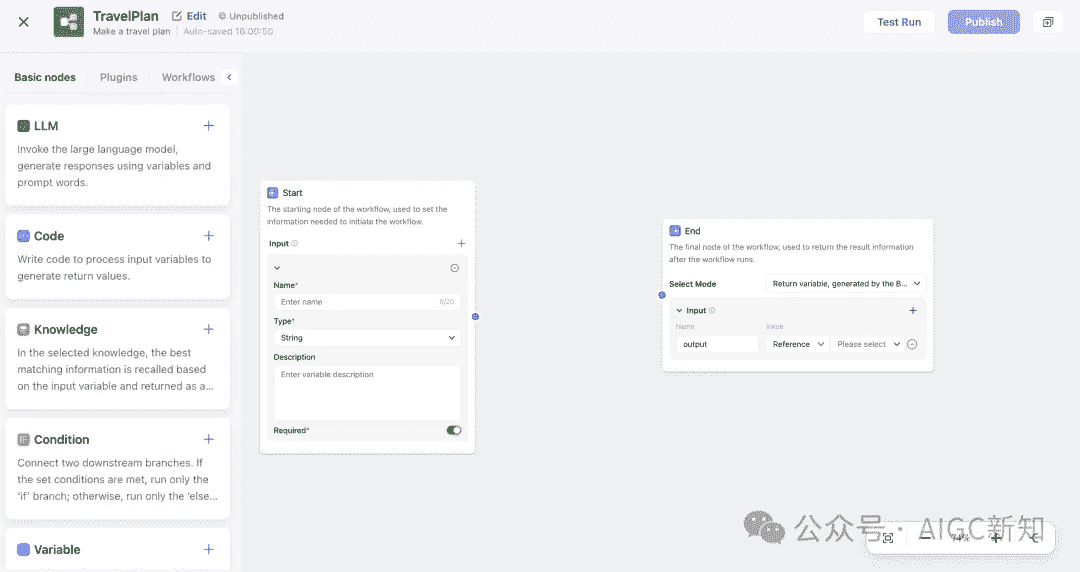 TravelPlan Edit Unpublished
Make a travel plan Auto-saved 16:00:50
Test Run
Publish
Basic nodes Plugins Workflows
LLM
Invoke the large language model,
generate responses using variables and
prompt words.
Code
Write code to process input variables to
generate return values.
Knowledge
In the selected knowledge, the best
matching information is recalled based
on the input variable and returned as a...
IF Condition
Connect two downstream branches. If
the set conditions are met, run only the
‘if’ branch; otherwise, run only the ‘else...
Variable
Start
The starting node of the workflow, used to set the
information needed to initiate the workflow.
Input
Name*
Enter name 0/20
Type*
String
Description
Enter variable description
Required*
End
The final node of the workflow, used to return the result information
after the workflow runs.
Select Mode Return variable, generated by the B...
Input
Name Value
output Reference Please select
公众号 · AIGC新知
74%